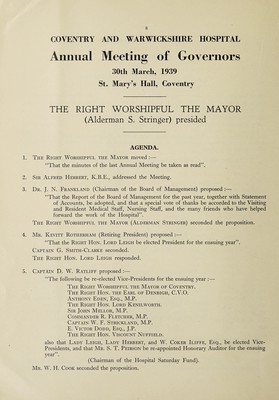 8
COVENTRY AND WARWICKSHIRE HOSPITAL
Annual Meeting of Governors
30th March, 1939
St. Mary's Hall, Coventry
THE RIGHT WORSHIPFUL THE MAYOR
(Alderman S. Stringer) presided
AGENDA.
1. THE RIGHT WORSHIPFUL THE MAYOR moved :—
"That the minutes of the last Annual Meeting be taken as read".
2. SIR ALFRED HERBERT, K.B.E., addressed the Meeting.
3. DR. J. N. FRANKLAND (Chairman of the Board of Management) proposed :—
"That the Report of the Board of Management for the past year, together with Statement
of Accounts, be adopted, and that a special vote of thanks be accorded to the Visiting
and Resident Medical Staff, Nursing Staff, and the many friends who have helped
forward the work of the Hospital".
THE RIGHT WORSHIPFUL THE MAYOR (ALDERMAN STRINGER) seconded the proposition.
4. MR. KEVITT ROTHERHAM (Retiring President) proposed :—
"That the RIGHT HON. LORD LEIGH be elected President for the ensuing year".
CAPTAIN G. SMITH-CLARKE seconded.
THE RIGHT HON. LORD LEIGH responded.
5. CAPTAIN D. W. RATLIFF proposed :—
"The following be re-elected Vice-Presidents for the ensuing year :—
THE RIGHT WORSHIPFUL THE MAYOR OF COVENTRY.
THE RIGHT HON. THE EARL OF DENBIGH, C.V.O.
ANTHONY EDEN, ESQ., M.P.
THE RIGHT HON. LORD KENILWORTH.
SIR JOHN MELLOR, M.P.
COMMANDER R. FLETCHER, M.P.
CAPTAIN W. F. STRICKLAND, M.P.
E. VICTOR DODD, ESQ., J.P.
THE RIGHT HON. VISCOUNT NUFFIELD.
also that LADY LEIGH, LADY HERBERT, and W. COKER ILIFFE, ESQ., be elected Vice-
Presidents, and that MR. S. T. PEIRSON be re-appointed Honorary Auditor for the ensuing
year".
(Chairman of the Hospital Saturday Fund).
MR. W. H. COOK seconded the proposition.